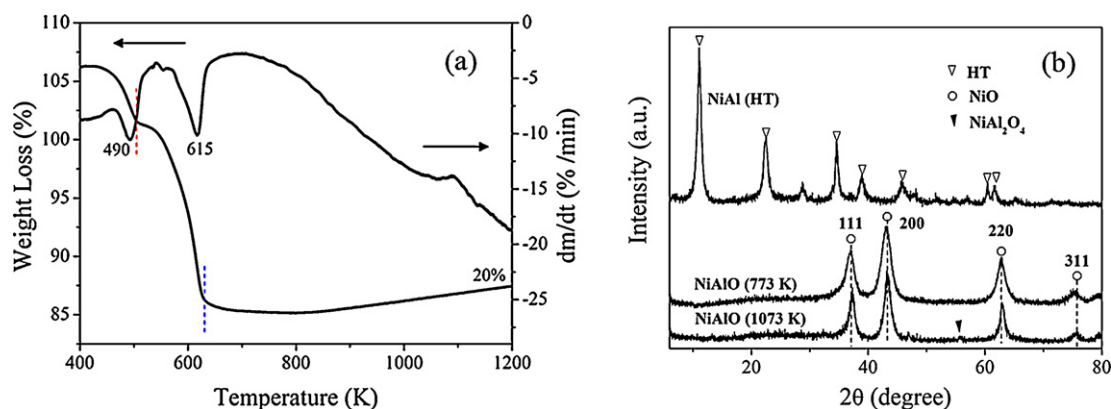 110
105
100
95
90
85
Weight Loss (%)
400
600
800
1000
1200
Temperature (K)
0
-5
-10
-15
-20
-25
dm/dt (% /min)
(a)
490
615
20%
(b)
HT
NiO
NiAl2O4
NiAl (HT)
111
200
220
311
NiAlO (773 K)
NiAlO (1073 K)
Intensity (a.u.)
20
40
60
80
2θ (degree)